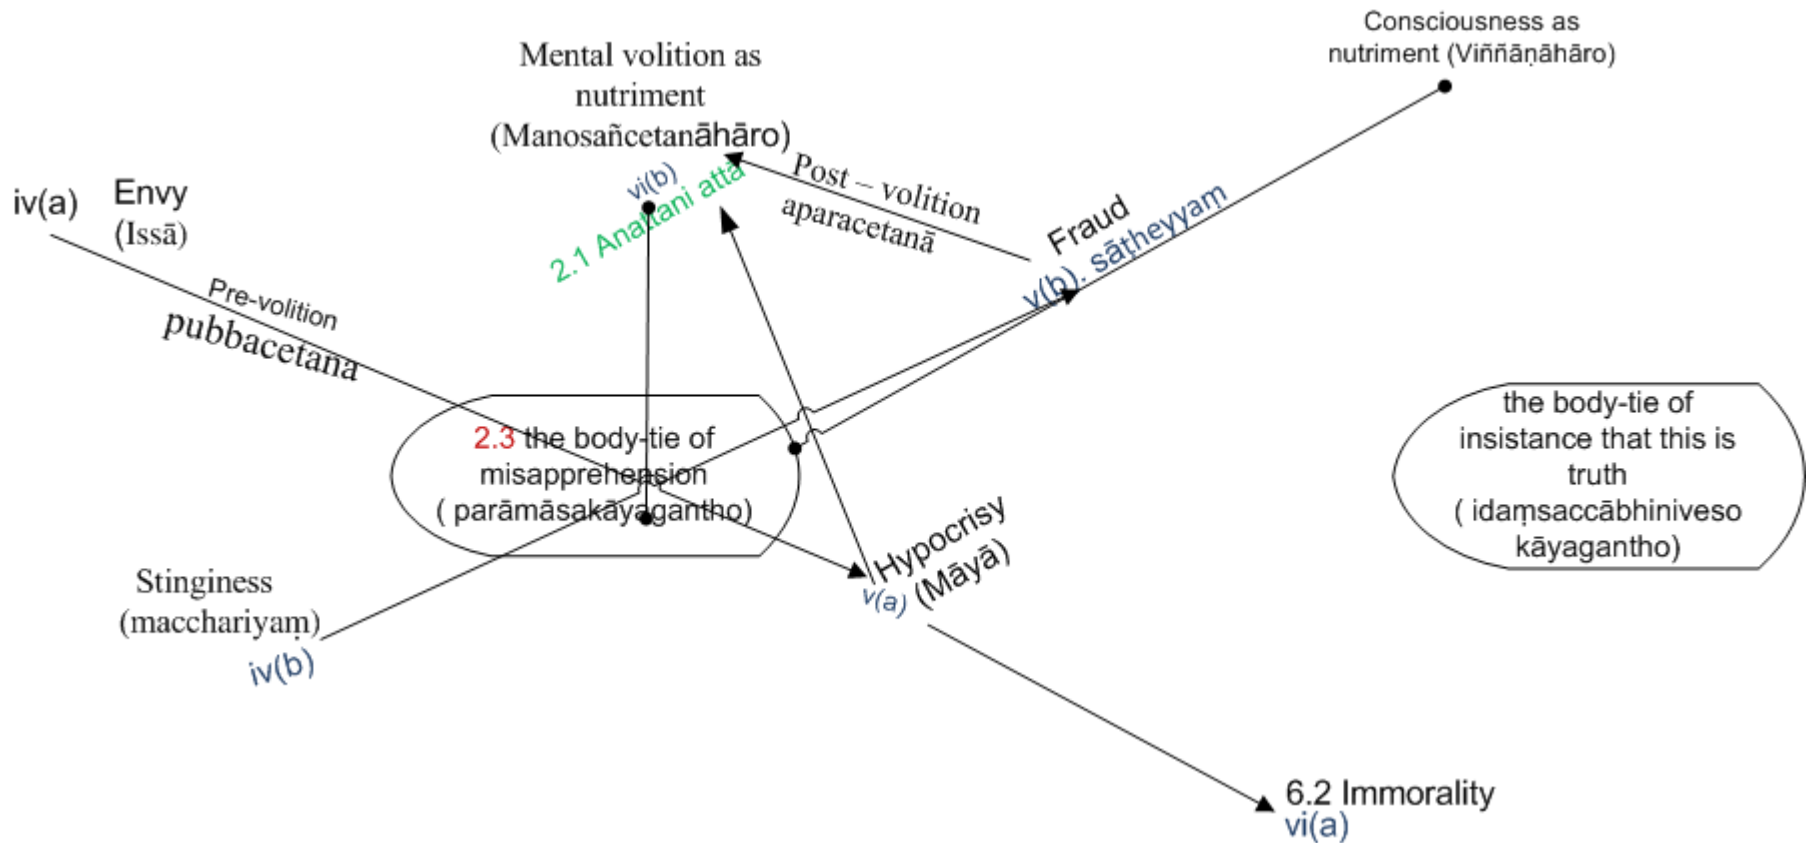 Consciousness as
nutriment (Viññāṇāhāro)
Mental volition as
nutriment
(Manosañcetanāhāro)
vi(b)
2.1 Anattani attā
Post – volition
aparacetanā
Fraud
v(b). sāṭheyyaṃ
iv(a)
Envy
(Issā)
Pre-volition
pubbacetana
2.3 the body-tie of
misapprehension
( parāmāsakāyagantho)
the body-tie of
insistance that this is
truth
( idaṃsaccābhiniveso
kāyagantho)
Hypocrisy
v(a) (Māyā)
Stinginess
(macchariyaṃ)
iv(b)
6.2 Immorality
vi(a)